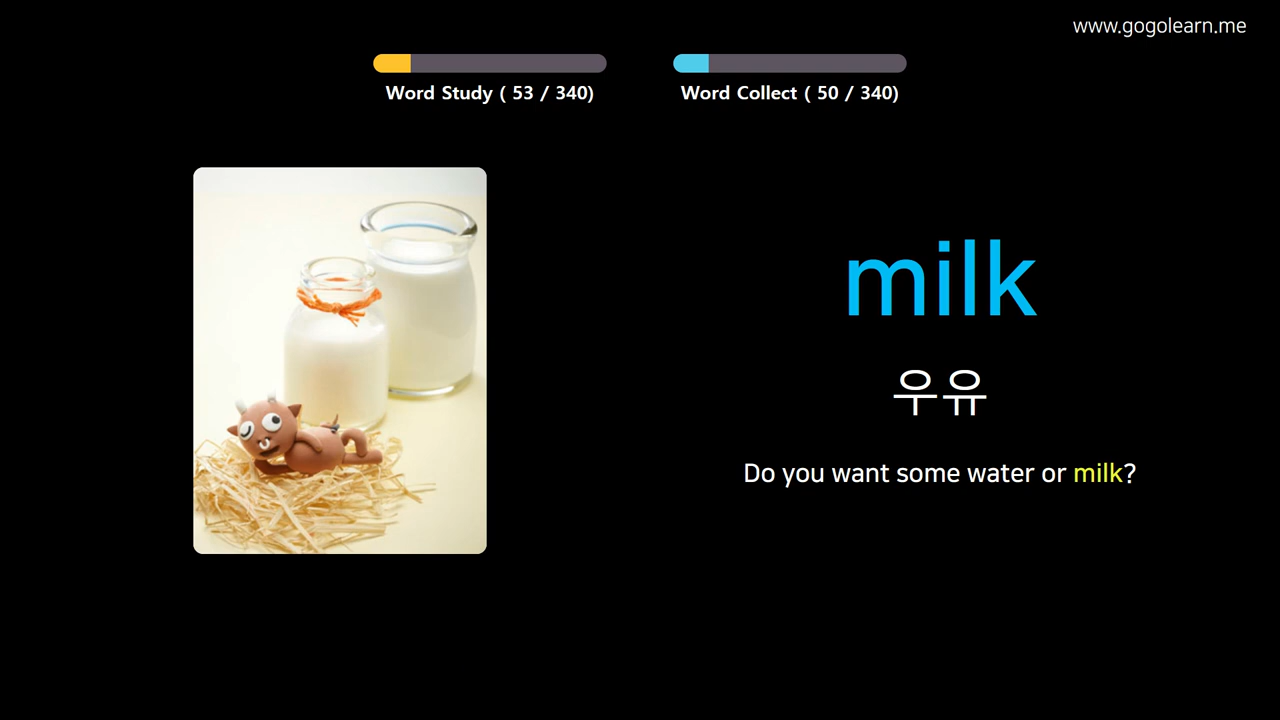 www.gogolearn.me
Word Study ( 53 / 340)
Word Collect ( 50 / 340)
milk
우유
Do you want some water or milk?